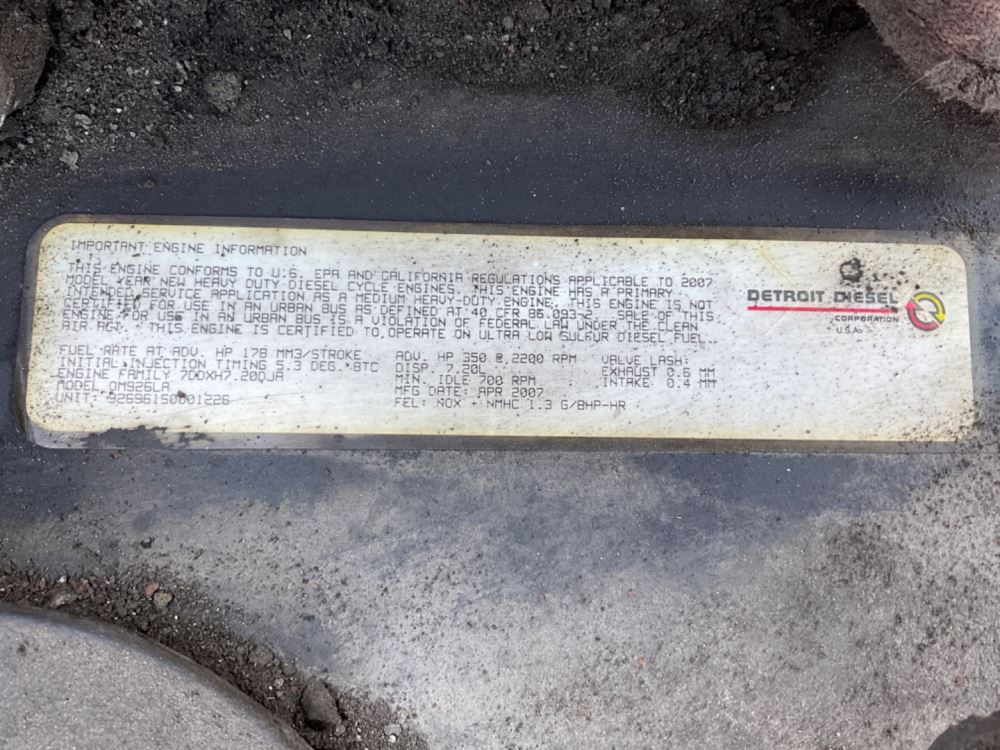 IMPORTANT ENGINE INFORMATION
THIS ENGINE CONFORMS TO U.S. EPA AND CALIFORNIA REGULATIONS APPLICABLE TO 2007
MODEL YEAR NEW HEAVY DUTY DIESEL CYCLE ENGINES. THIS ENGINE HAS A PRIMARY
INTENDED SERVICE APPLICATION AS A MEDIUM HEAVY-DUTY ENGINE. THIS ENGINE IS NOT
CERTIFIED FOR USE IN AN URBAN BUS AS DEFINED AT 40 CFR 86.093-2. SALE OF THIS
ENGINE FOR USE IN AN URBAN BUS IS A VIOLATION OF FEDERAL LAW UNDER THE CLEAN
AIR ACT. THIS ENGINE IS CERTIFIED TO OPERATE ON ULTRA LOW SULFUR DIESEL FUEL.
FUEL RATE AT ADV. HP 178 MM3/STROKE
INITIAL INJECTION TIMING 5.3 DEG. BTC
ENGINE FAMILY 7DDXH7.20QJA
MODEL OM926LA
UNIT: 926961S0001226
ADV. HP 350 @ 2200 RPM
DISP. 7.20L
MIN. IDLE 700 RPM
MFG DATE: APR 2007
FEL: NOX + NMHC 1.3 G/BHP-HR
VALVE LASH:
EXHAUST 0.6 MM
INTAKE 0.4 MM
DETROIT DIESEL
CORPORATION
U.S.A.